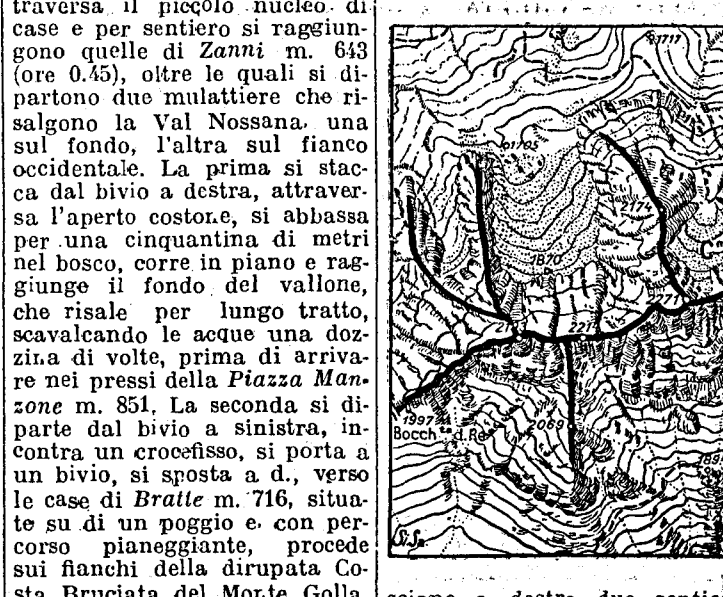 traversa il piccolo nucleo di
case e per sentiero si raggiun-
gono quelle di Zanni m. 643
(ore 0.45), oltre le quali si di-
partono due mulattiere che ri-
salgono la Val Nossana, una
sul fondo, l'altra sul fianco
occidentale. La prima si stac-
ca dal bivio a destra, attraver-
sa l'aperto costone, si abbassa
per una cinquantina di metri
nel bosco, corre in piano e rag-
giunge il fondo del vallone,
che risale per lungo tratto,
scavalcando le acque una doz-
zina di volte, prima di arriva-
re nei pressi della Piazza Man-
zone m. 851. La seconda si di-
parte dal bivio a sinistra, in-
contra un crocefisso, si porta a
un bivio, si sposta a d., verso
le case di Bratte m. 716, situa-
te su di un poggio e, con per-
corso pianeggiante, procede
sui fianchi della dirupata Co-
sta Bruciata del Monte Golla,
1717
1705
2172
1870
2271
21
221
2069
1997
Bocch. d. Re
199
Si.Sa
a destra due